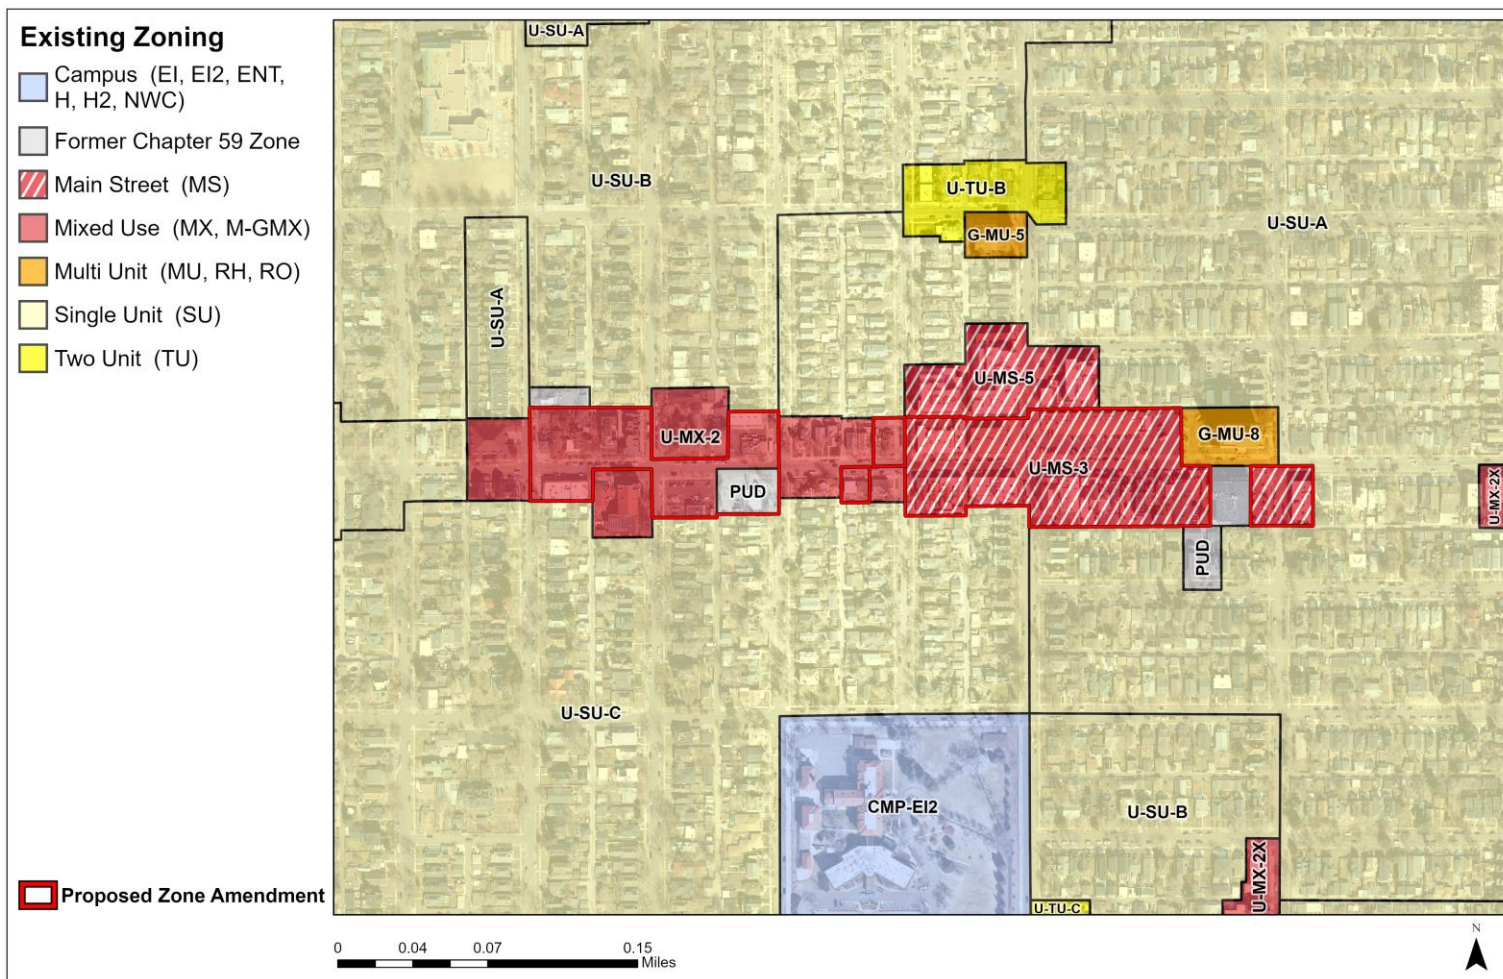 Existing Zoning
Campus (EI, EI2, ENT,
H, H2, NWC)
Former Chapter 59 Zone
Main Street (MS)
Mixed Use (MX, M-GMX)
Multi Unit (MU, RH, RO)
Single Unit (SU)
Two Unit (TU)
Proposed Zone Amendment
U-SU-A
U-SU-B
U-TU-B
G-MU-5
U-SU-A
U-SU-A
U-MS-5
U-MX-2
G-MU-8
U-MS-3
PUD
U-MX-2X
PUD
U-SU-C
CMP-EI2
U-SU-B
U-MX-2X
U-TU-C
0 0.04 0.07 0.15
Miles
N